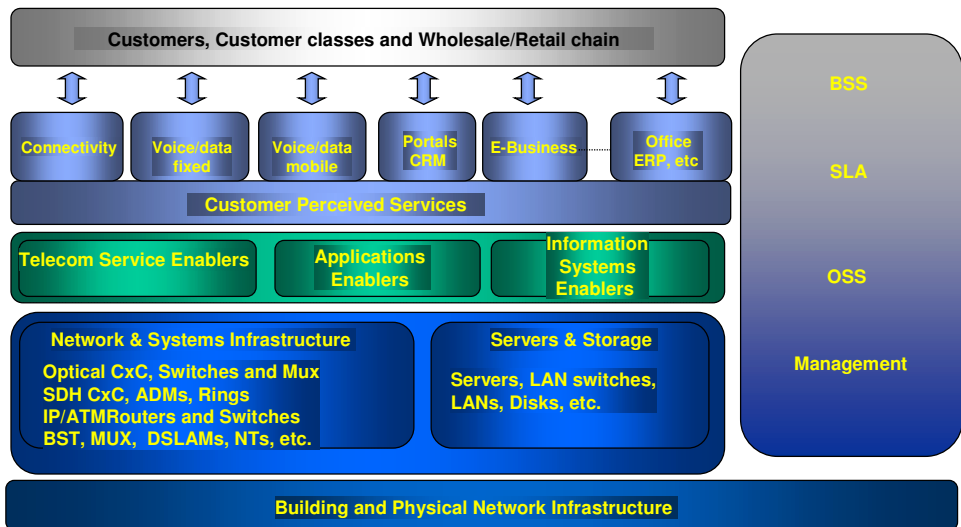 Customers, Customer classes and Wholesale/Retail chain
Connectivity
Voice/data
fixed
Voice/data
mobile
Portals
CRM
E-Business
Office
ERP, etc
Customer Perceived Services
Telecom Service Enablers
Applications
Enablers
Information
Systems
Enablers
Network & Systems Infrastructure
Optical CxC, Switches and Mux
SDH CxC, ADMs, Rings
IP/ATMRouters and Switches
BST, MUX, DSLAMs, NTs, etc.
Servers & Storage
Servers, LAN switches,
LANs, Disks, etc.
BSS
SLA
OSS
Management
Building and Physical Network Infrastructure